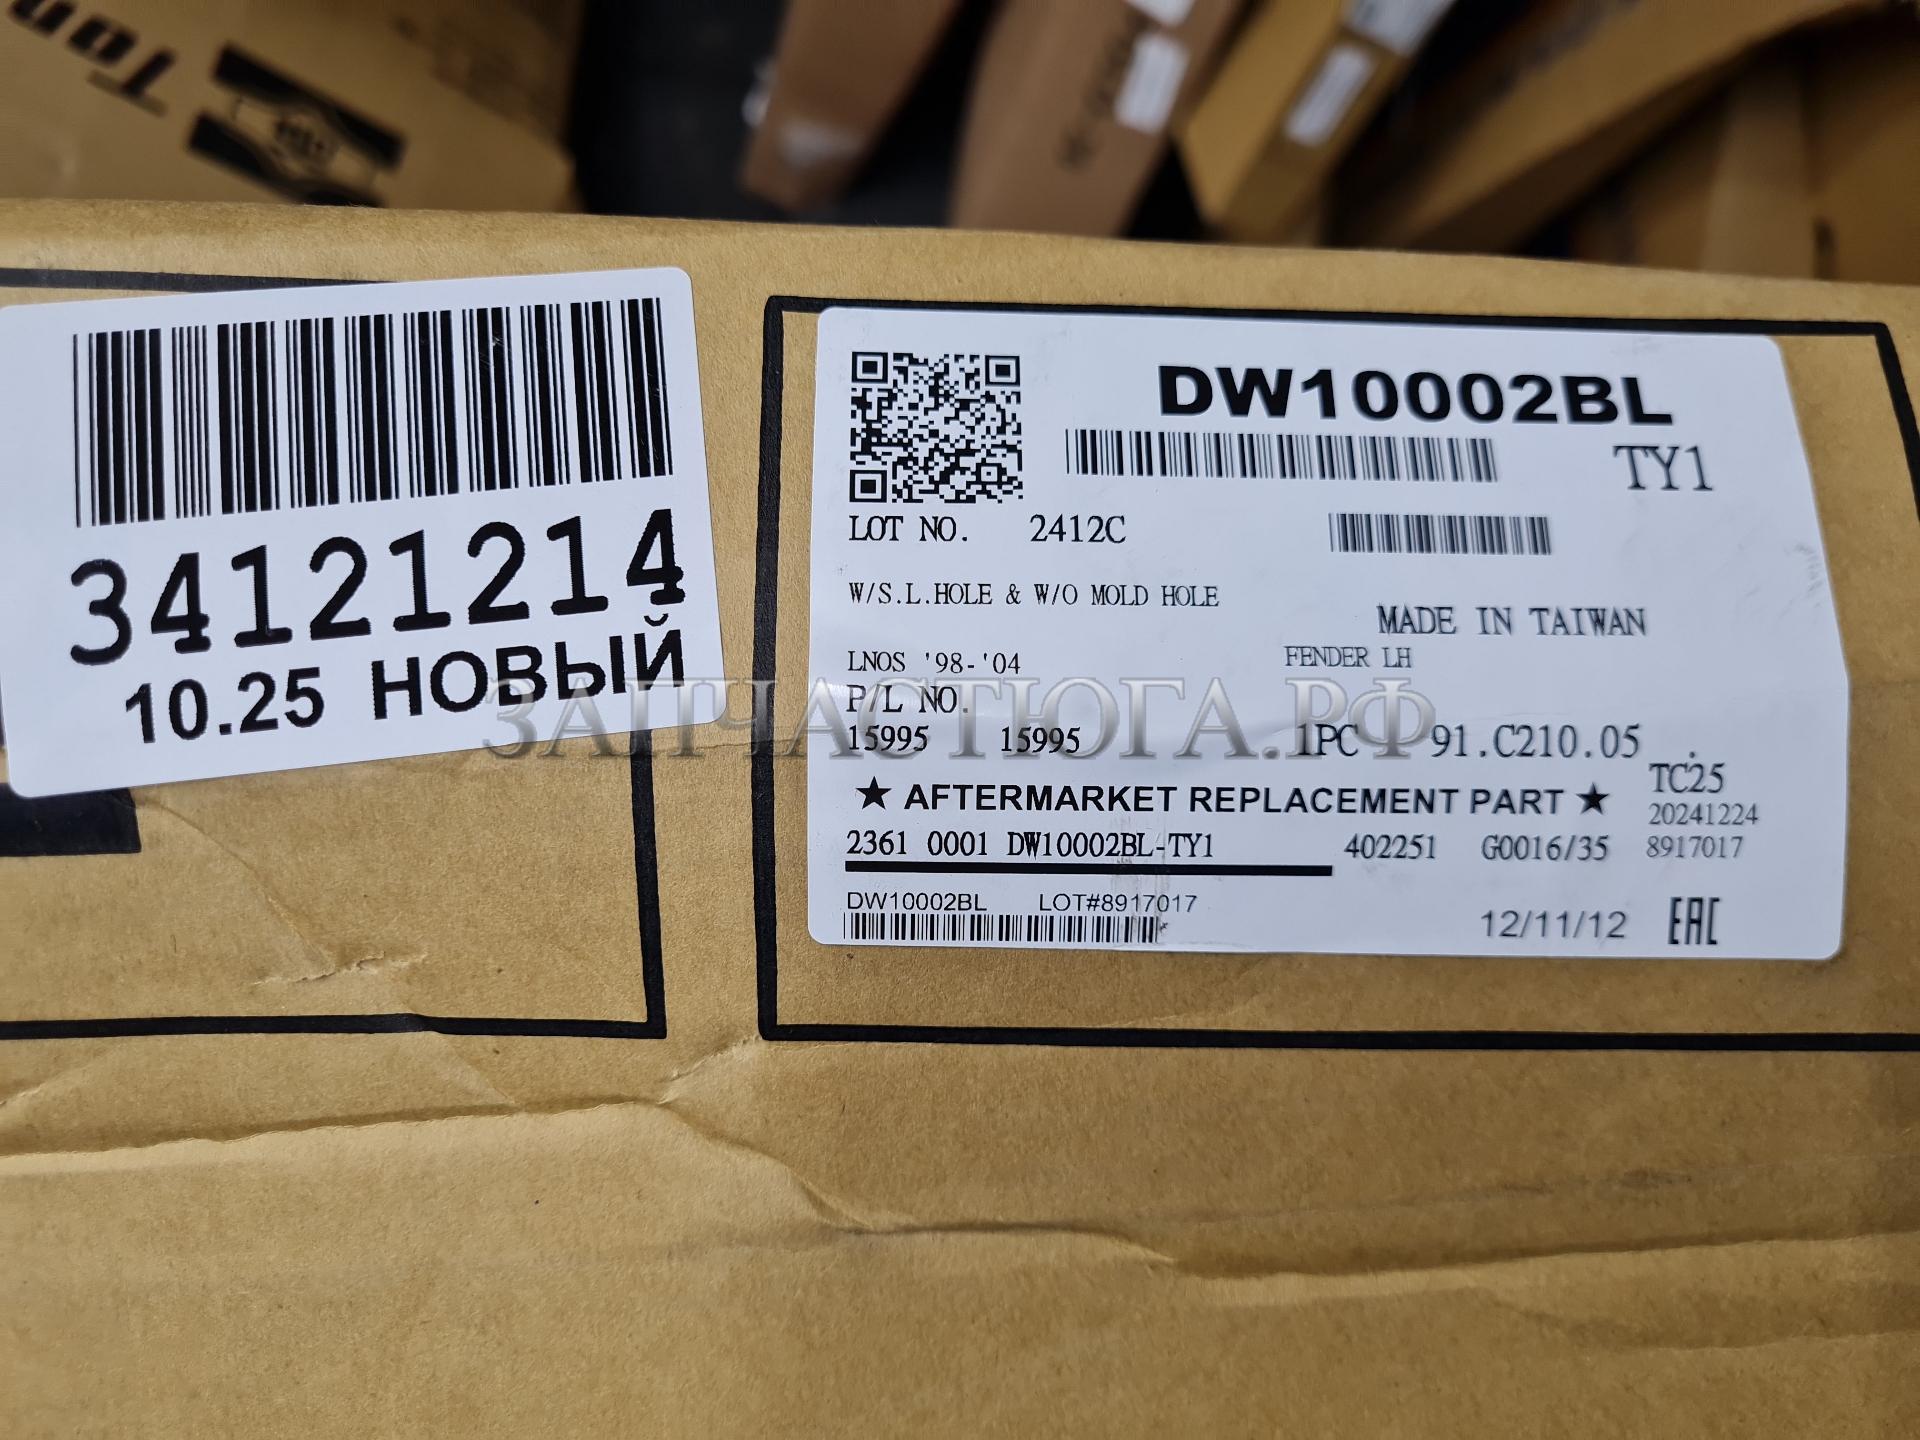 34121214
10.25 НОВЫЙ
DW10002BL
TY1
LOT NO. 2412C
W/S.L.HOLE & W/O MOLD HOLE
MADE IN TAIWAN
LNOS '98-'04 FENDER LH
P/L NO.
15995 15995 1PC 91.C210.05
TC25
★ AFTERMARKET REPLACEMENT PART ★
20241224
2361 0001 DW10002BL-TY1 402251 G0016/35 8917017
DW10002BL LOT#8917017
12/11/12 EAC
ЗАПЧАСТЮГА.РФ